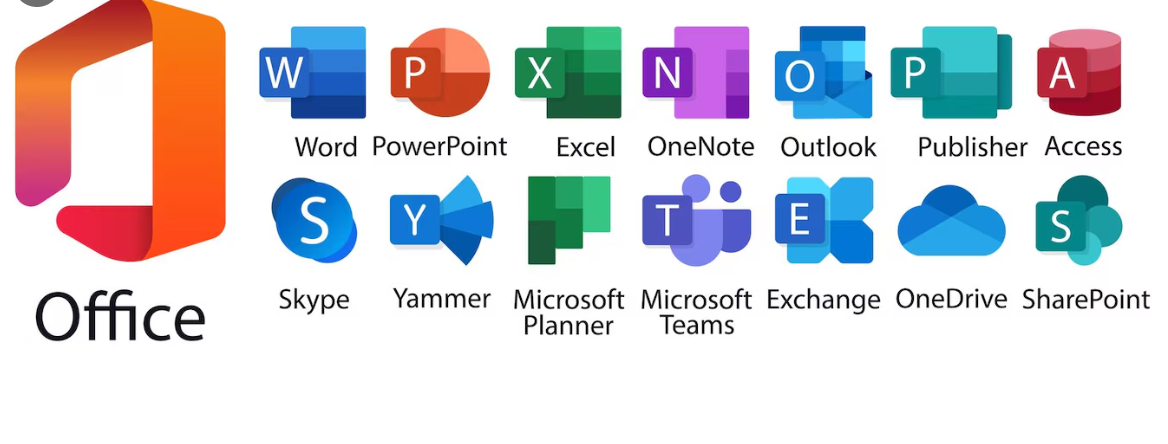 W P X N O P A
Word PowerPoint Excel OneNote Outlook Publisher Access
S Y T E S
Skype Yammer Microsoft Planner Microsoft Teams Exchange OneDrive SharePoint
Office